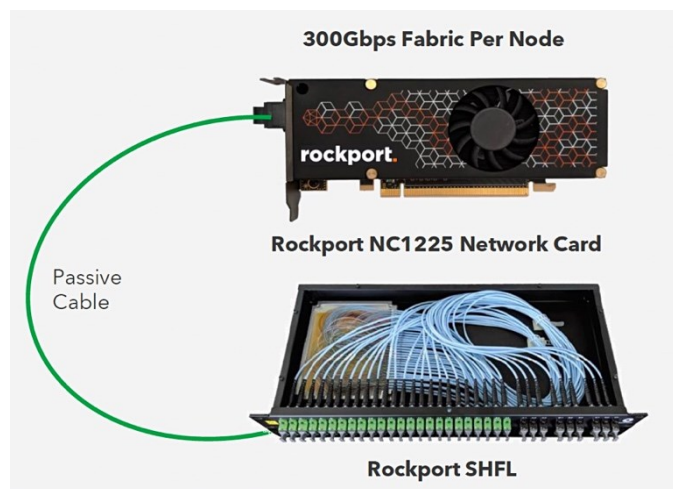 300Gbps Fabric Per Node
rockport.
Rockport NC1225 Network Card
Passive
Cable
Rockport SHFL